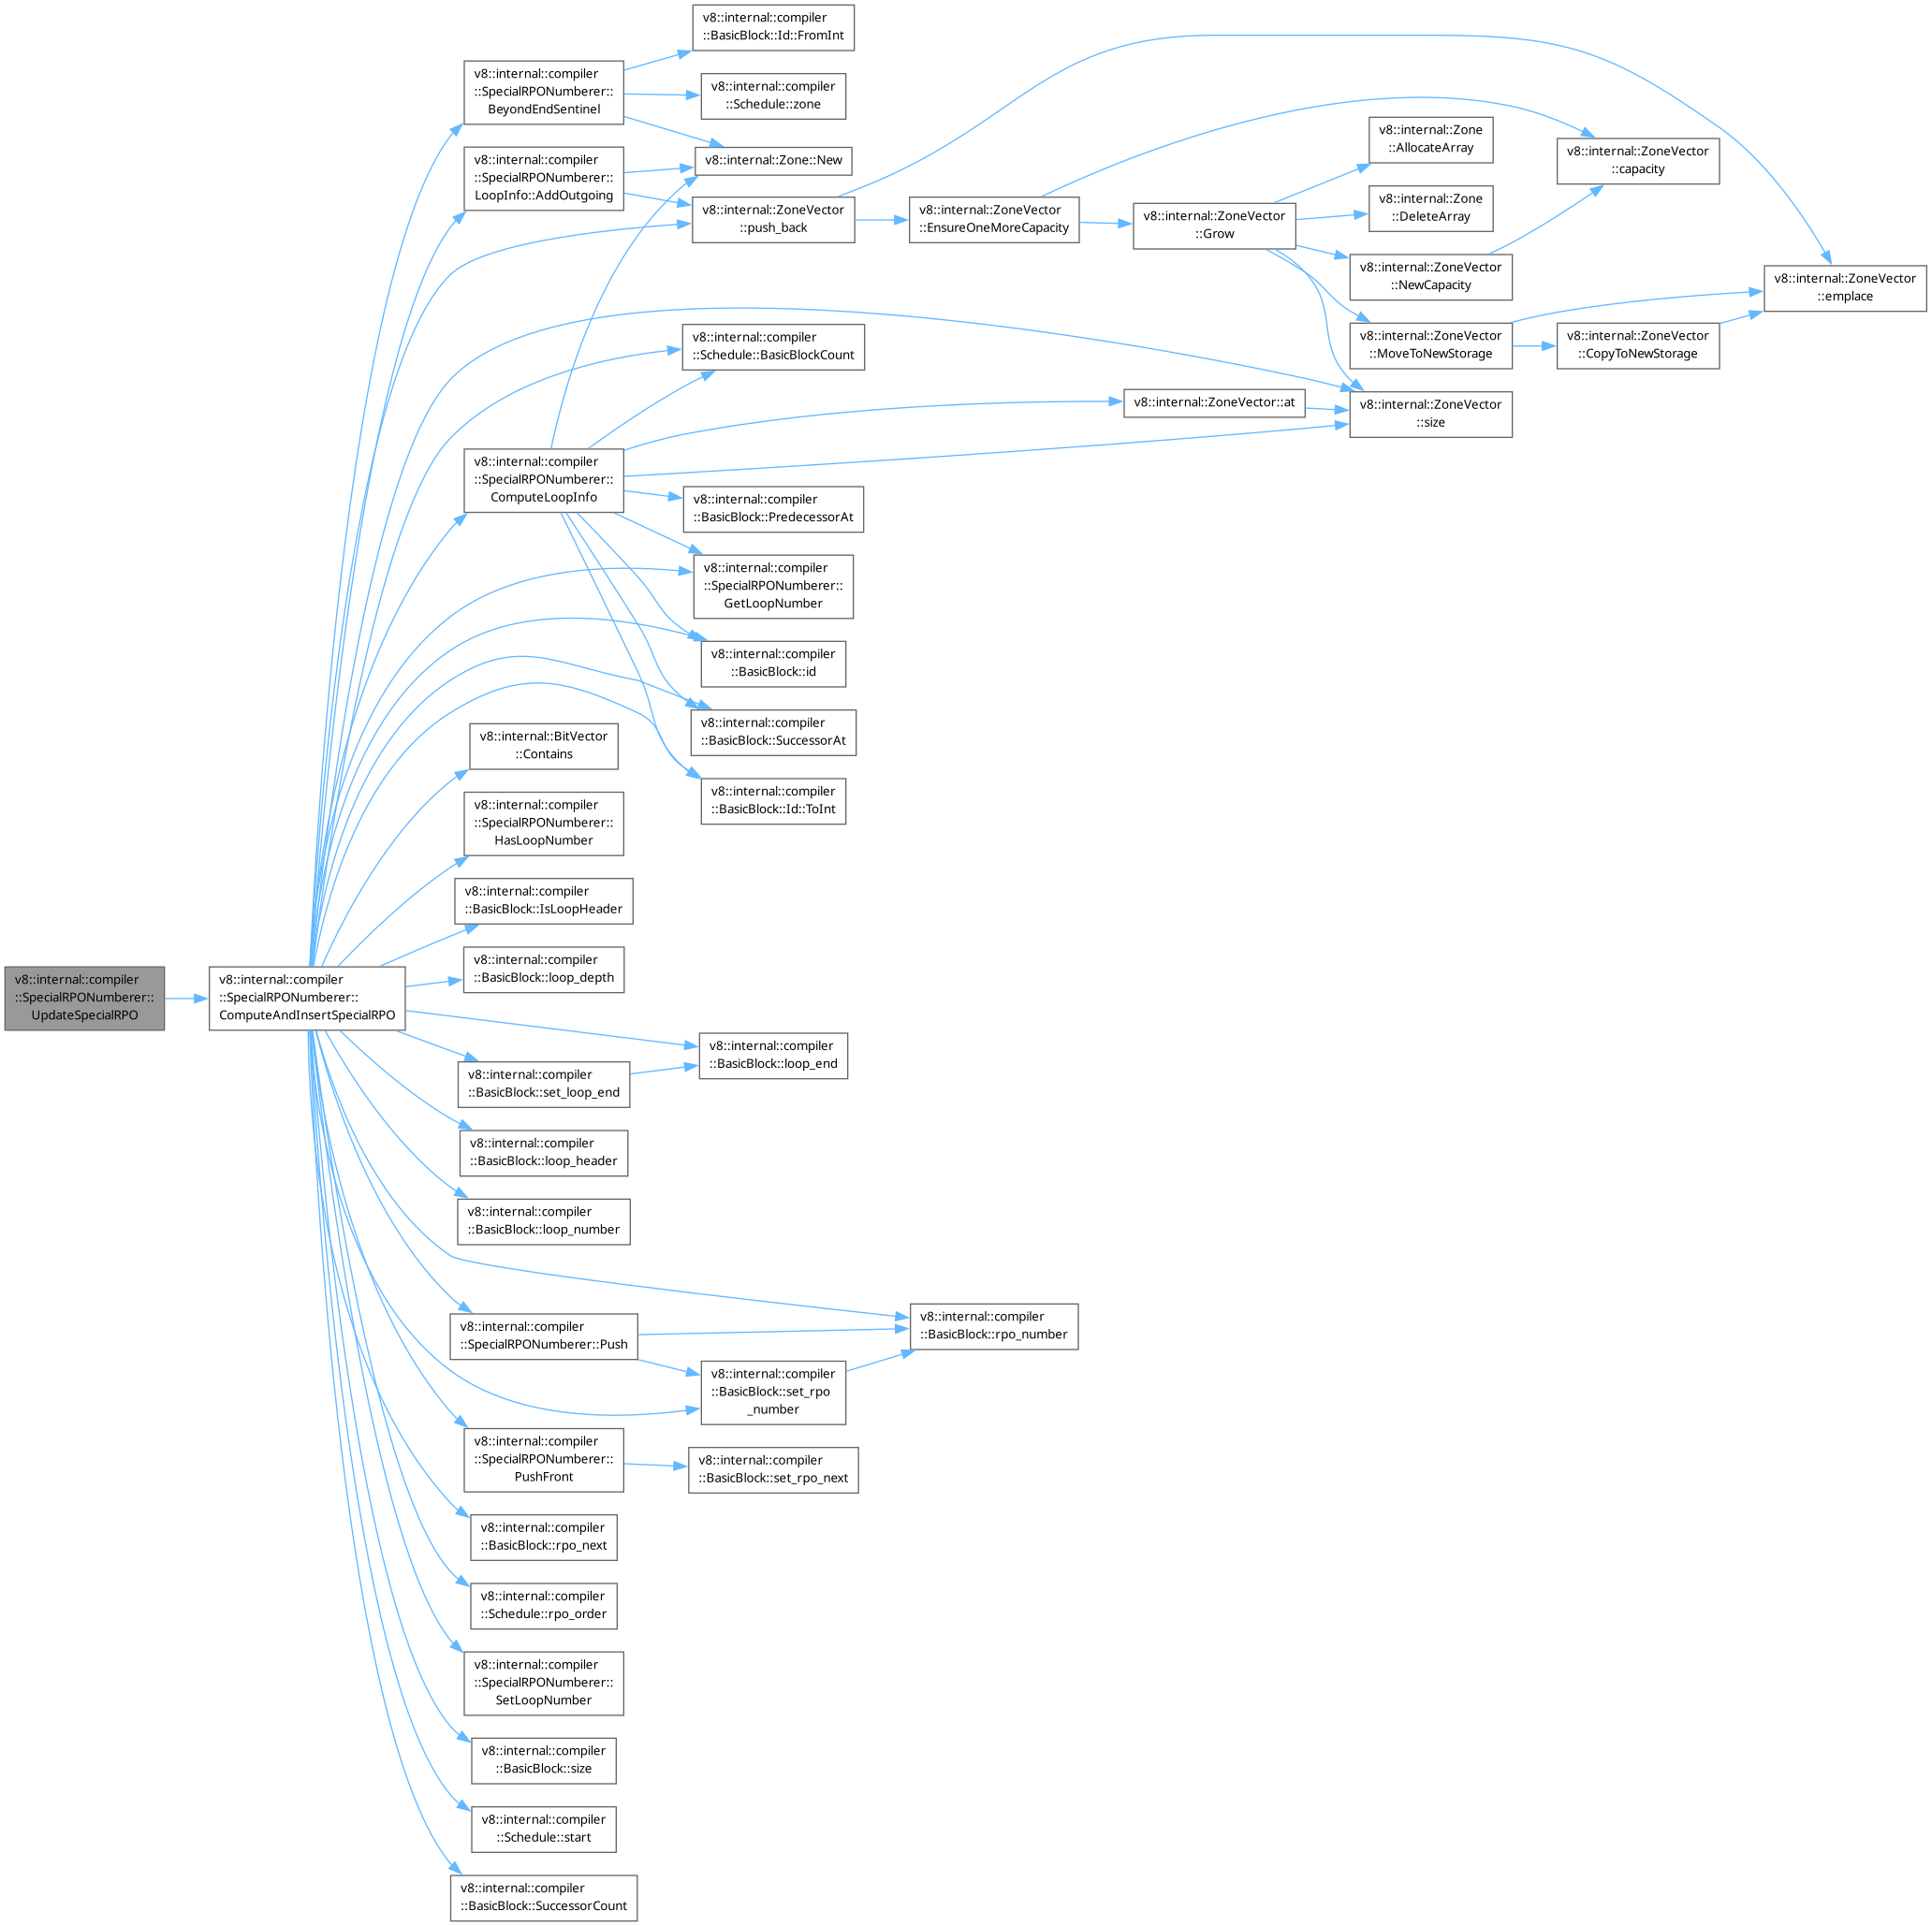 v8::internal::compiler
::SpecialRPONumberer::
UpdateSpecialRPO
v8::internal::compiler
::SpecialRPONumberer::
ComputeAndInsertSpecialRPO
v8::internal::compiler
::SpecialRPONumberer::
BeyondEndSentinel
v8::internal::compiler
::BasicBlock::Id::FromInt
v8::internal::compiler
::Schedule::zone
v8::internal::Zone::New
v8::internal::compiler
::SpecialRPONumberer::
LoopInfo::AddOutgoing
v8::internal::ZoneVector
::push_back
v8::internal::ZoneVector
::EnsureOneMoreCapacity
v8::internal::ZoneVector
::Grow
v8::internal::Zone
::AllocateArray
v8::internal::Zone
::DeleteArray
v8::internal::ZoneVector
::NewCapacity
v8::internal::ZoneVector
::capacity
v8::internal::ZoneVector
::MoveToNewStorage
v8::internal::ZoneVector
::CopyToNewStorage
v8::internal::ZoneVector
::emplace
v8::internal::ZoneVector
::size
v8::internal::compiler
::Schedule::BasicBlockCount
v8::internal::ZoneVector::at
v8::internal::compiler
::SpecialRPONumberer::
ComputeLoopInfo
v8::internal::compiler
::BasicBlock::PredecessorAt
v8::internal::compiler
::SpecialRPONumberer::
GetLoopNumber
v8::internal::compiler
::BasicBlock::id
v8::internal::compiler
::BasicBlock::SuccessorAt
v8::internal::compiler
::BasicBlock::Id::ToInt
v8::internal::BitVector
::Contains
v8::internal::compiler
::SpecialRPONumberer::
HasLoopNumber
v8::internal::compiler
::BasicBlock::IsLoopHeader
v8::internal::compiler
::BasicBlock::loop_depth
v8::internal::compiler
::BasicBlock::loop_end
v8::internal::compiler
::BasicBlock::set_loop_end
v8::internal::compiler
::BasicBlock::loop_header
v8::internal::compiler
::BasicBlock::loop_number
v8::internal::compiler
::SpecialRPONumberer::Push
v8::internal::compiler
::BasicBlock::rpo_number
v8::internal::compiler
::BasicBlock::set_rpo
_number
v8::internal::compiler
::SpecialRPONumberer::
PushFront
v8::internal::compiler
::BasicBlock::set_rpo_next
v8::internal::compiler
::BasicBlock::rpo_next
v8::internal::compiler
::Schedule::rpo_order
v8::internal::compiler
::SpecialRPONumberer::
SetLoopNumber
v8::internal::compiler
::BasicBlock::size
v8::internal::compiler
::Schedule::start
v8::internal::compiler
::BasicBlock::SuccessorCount